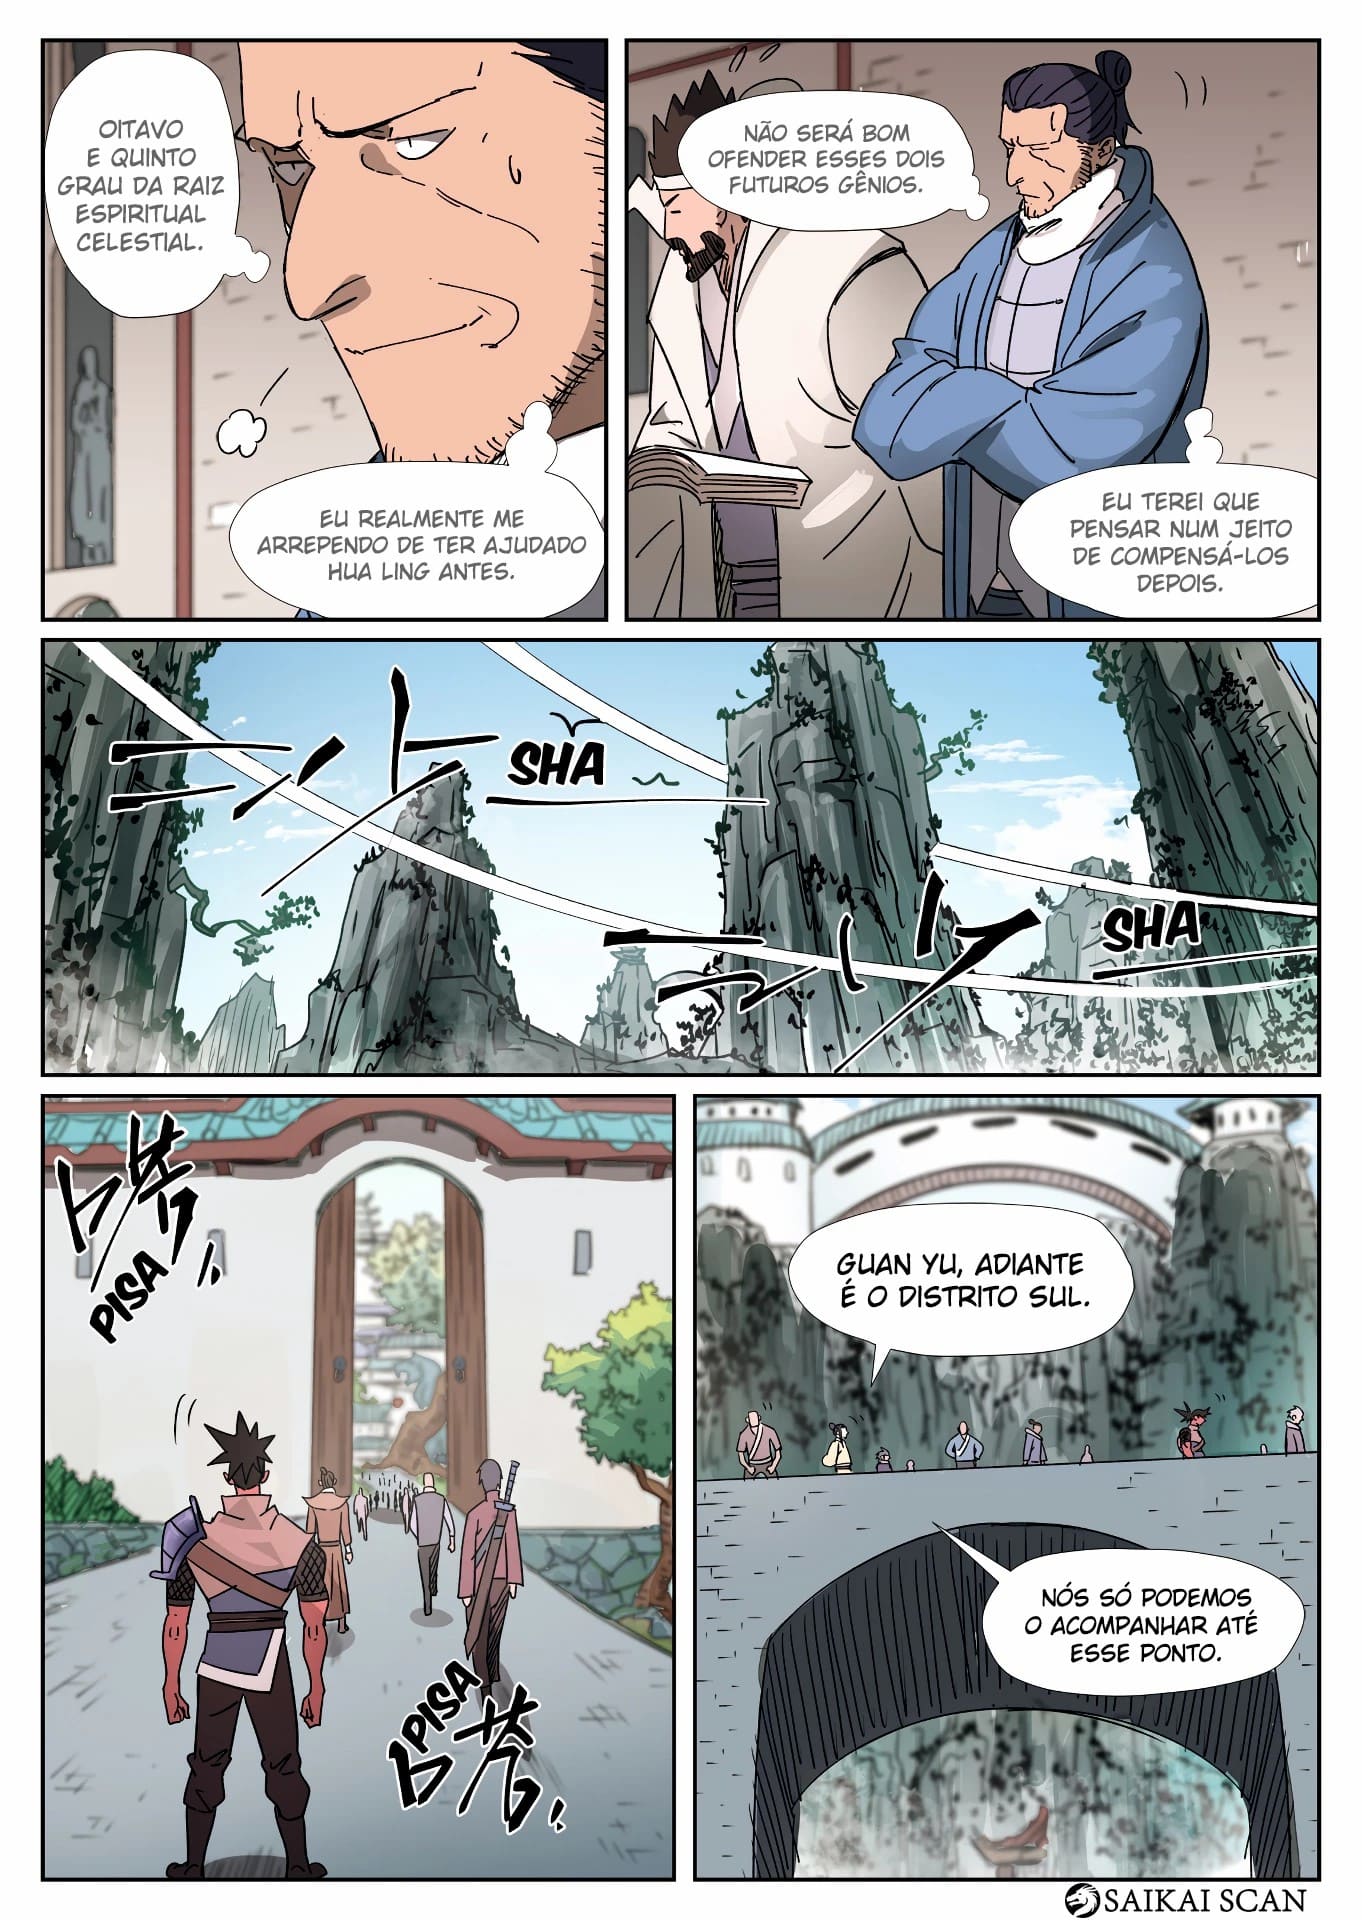 OITAVO
E QUINTO
GRAU DA RAIZ
ESPIRITUAL
CELESTIAL.
EU REALMENTE ME
ARREPENDO DE TER AJUDADO
HUA LING ANTES.
NÃO SERÁ BOM
OFENDER ESSES DOIS
FUTUROS GÊNIOS.
EU TEREI QUE
PENSAR NUM JEITO
DE COMPENSÁ-LOS
DEPOIS.
SHA
SHA
PISA
PISA
GUAN YU, ADIANTE
É O DISTRITO SUL.
NÓS SÓ PODEMOS
O ACOMPANHAR ATÉ
ESSE PONTO.
SAIKAI SCAN